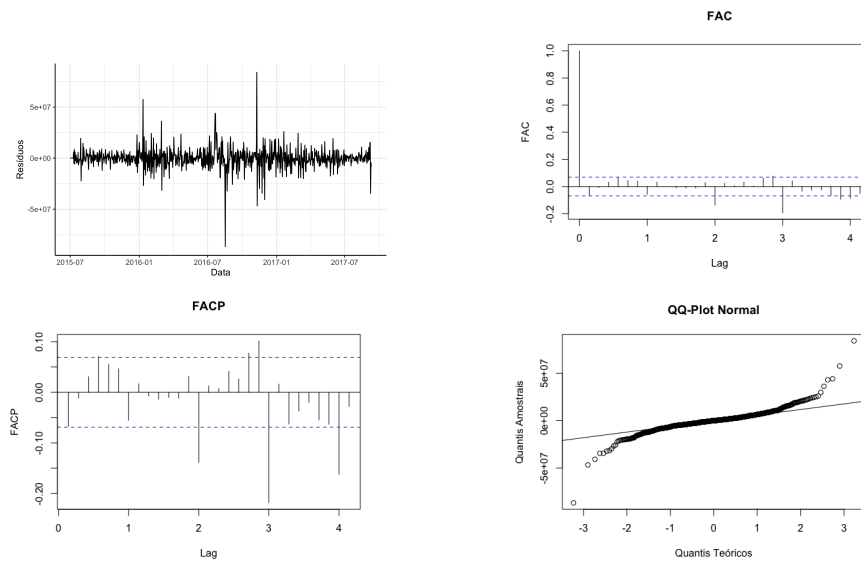 Resíduos
5e+07
0e+00
-5e+07
2015-07
2016-01
2016-07
2017-01
2017-07
Data
FAC
FAC
1.0
0.8
0.6
0.4
0.2
0.0
-0.2
0
1
2
3
4
Lag
FACP
FACP
0.10
0.00
-0.10
-0.20
0
1
2
3
4
Lag
QQ-Plot Normal
Quantis Amostrais
5e+07
0e+00
-5e+07
-3
-2
-1
0
1
2
3
Quantis Teóricos